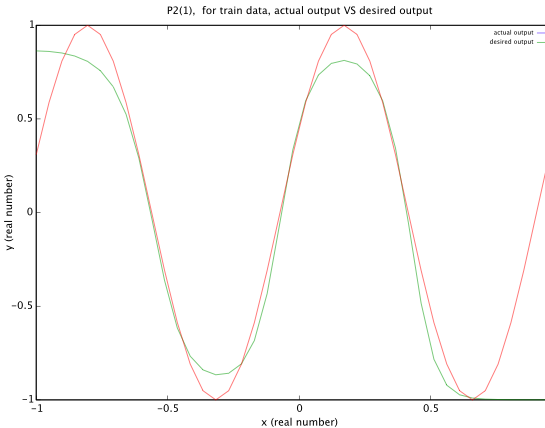 P2(1),  for train data, actual output VS desired output
actual output
desired output
1
0.5
0
-0.5
-1
y (real number)
-1
-0.5
0
0.5
x (real number)